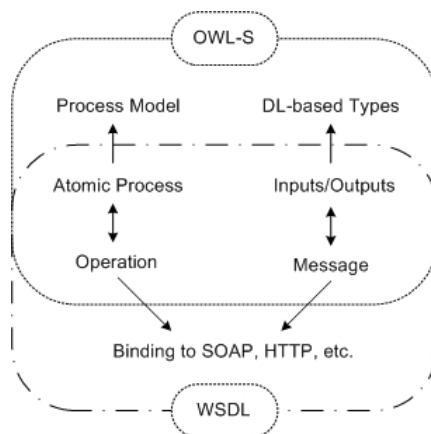 OWL-S
Process Model
DL-based Types
Atomic Process
Inputs/Outputs
Operation
Message
Binding to SOAP, HTTP, etc.
WSDL